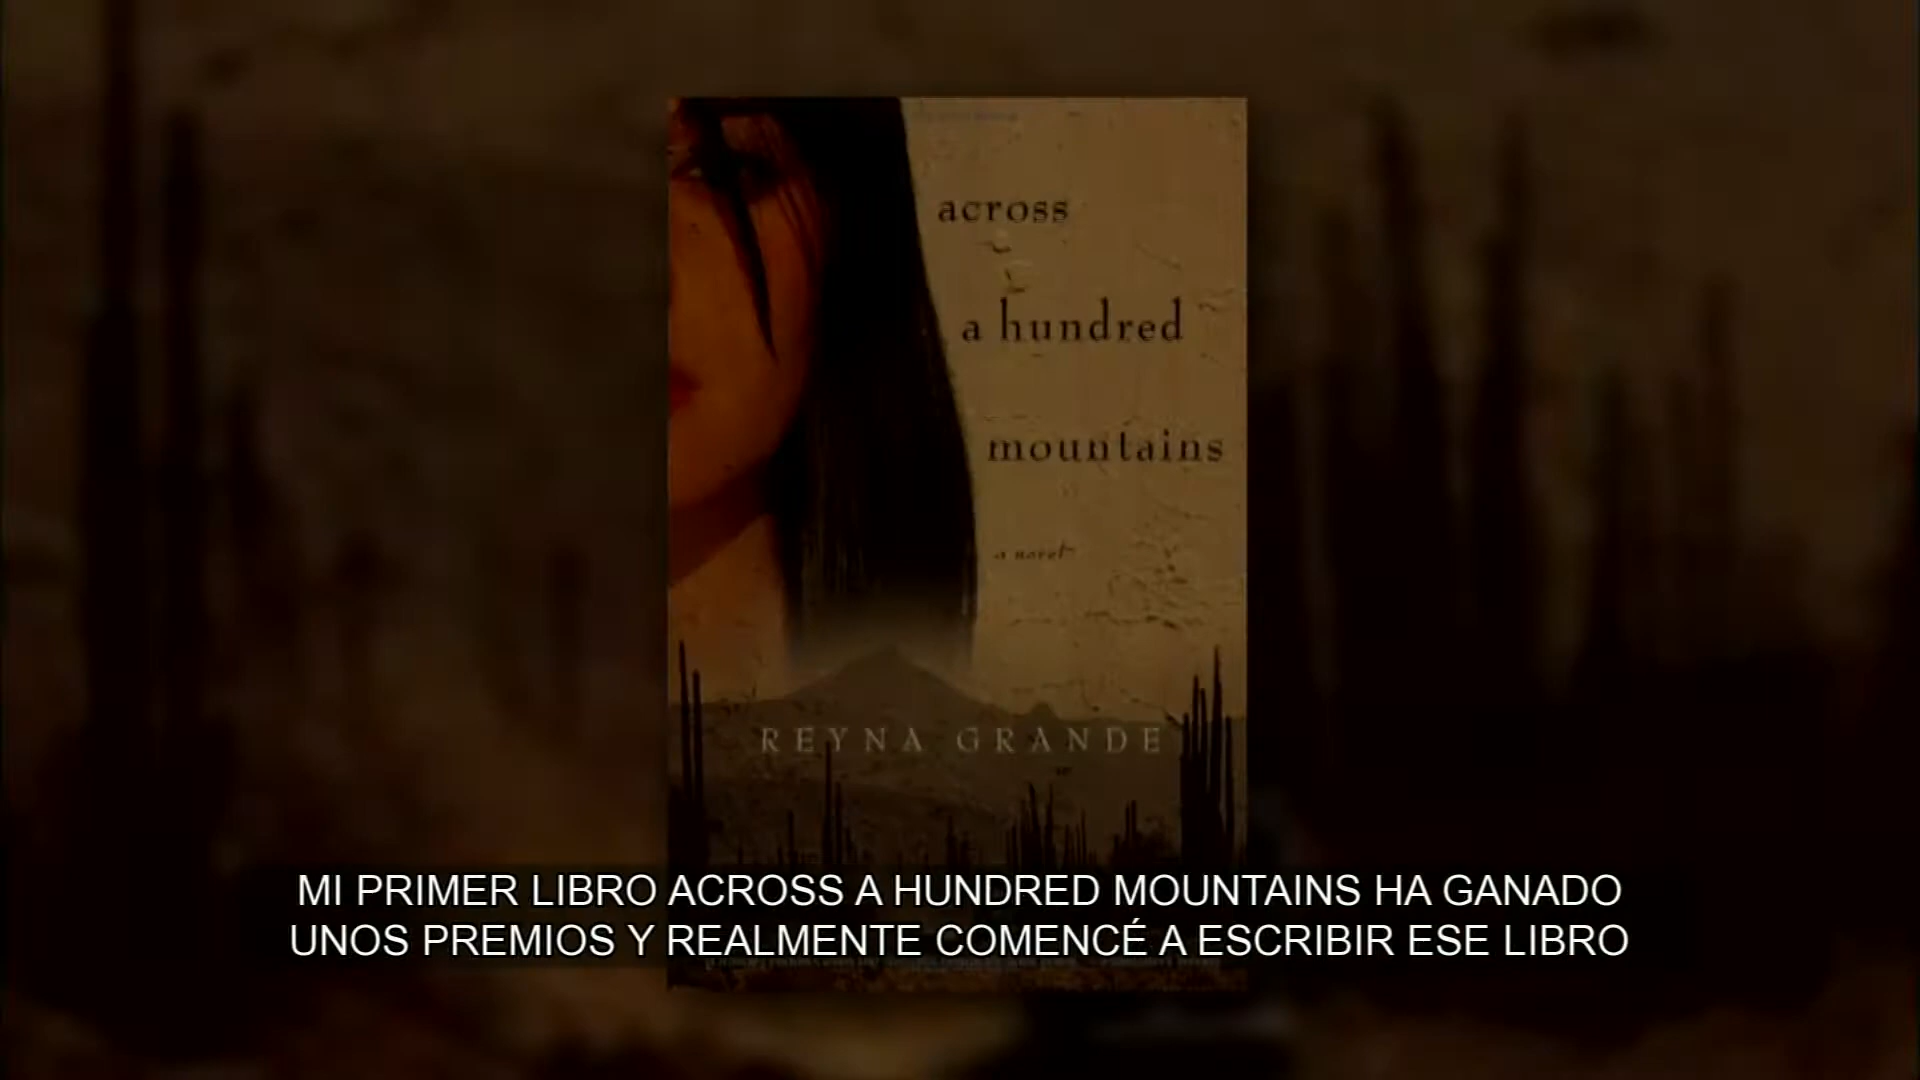 across
a hundred
mountains
a novel
REYNA GRANDE
MI PRIMER LIBRO ACROSS A HUNDRED MOUNTAINS HA GANADO
UNOS PREMIOS Y REALMENTE COMENCÉ A ESCRIBIR ESE LIBRO